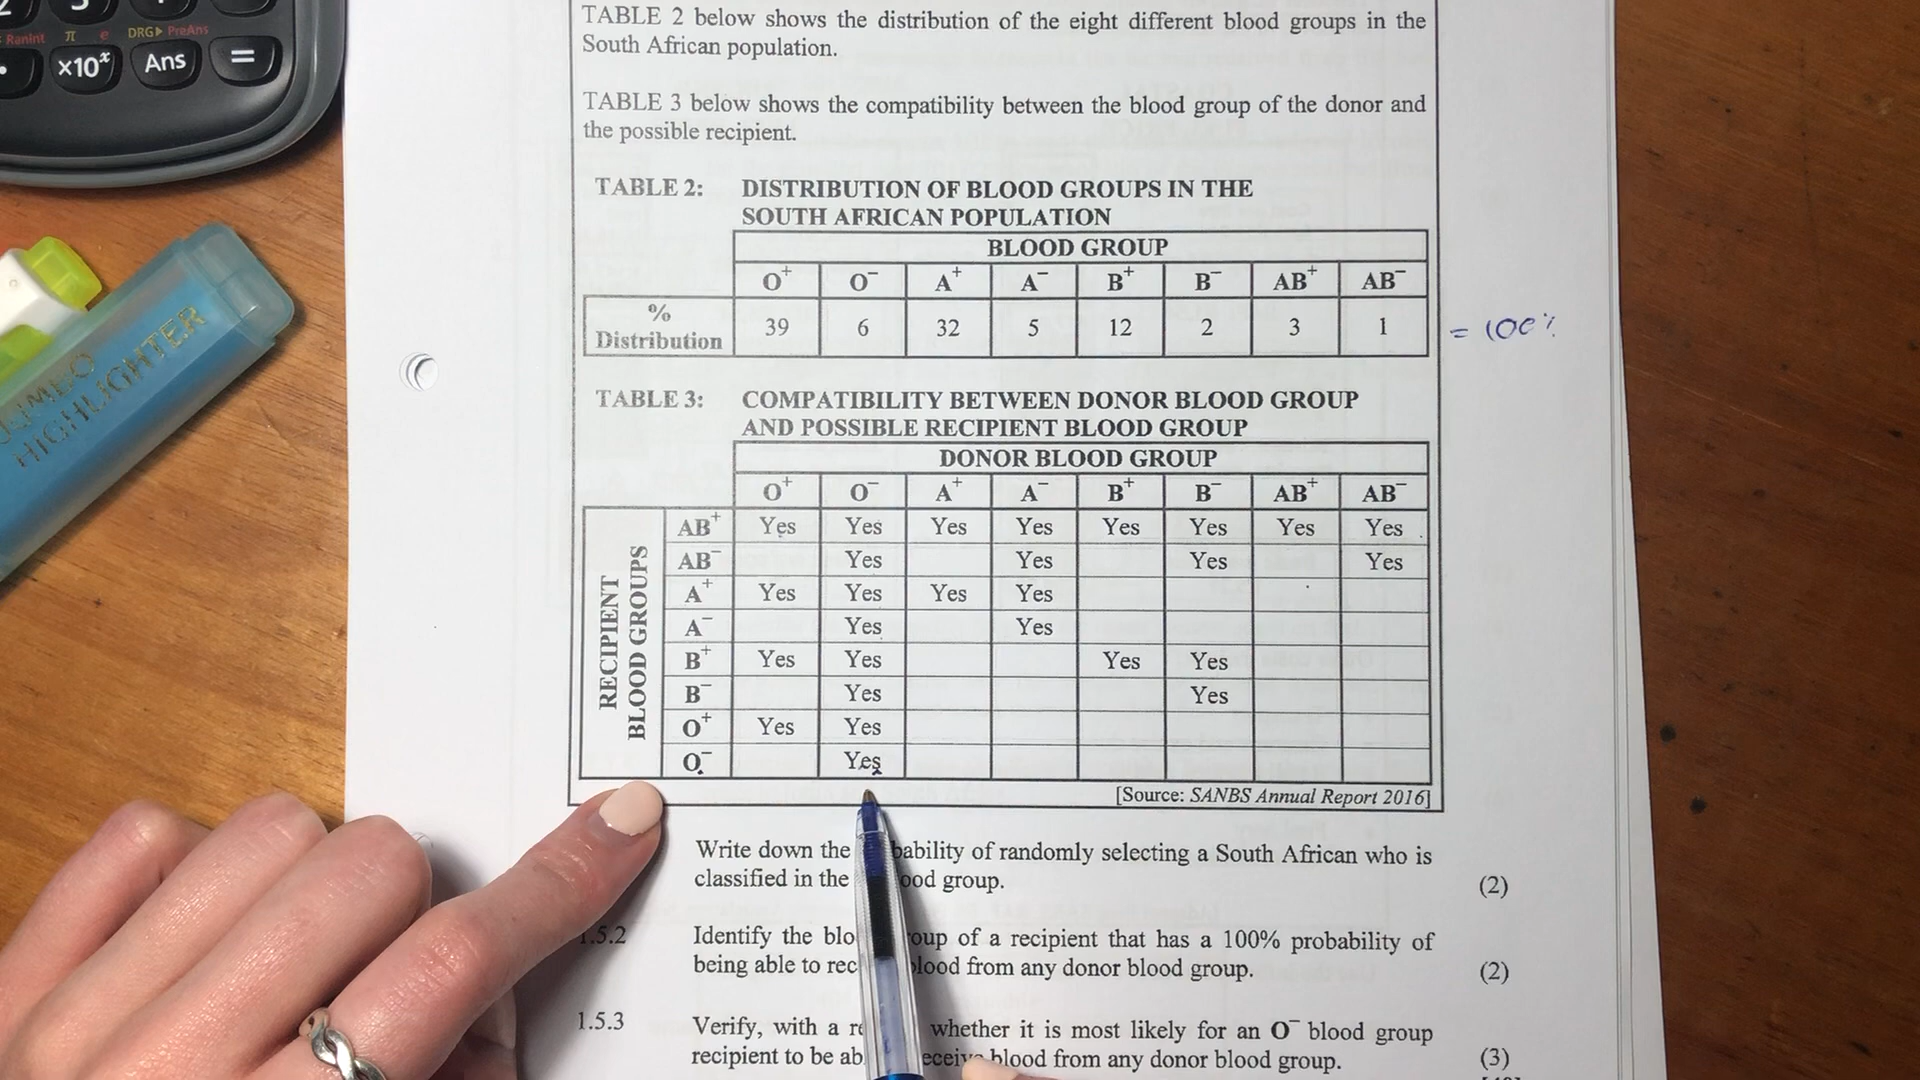 RanInt π e DRG▶ PreAns
×10ˣ Ans =
JUMBO
HIGHLIGHTER
TABLE 2 below shows the distribution of the eight different blood groups in the
South African population.
TABLE 3 below shows the compatibility between the blood group of the donor and
the possible recipient.
TABLE 2: DISTRIBUTION OF BLOOD GROUPS IN THE
SOUTH AFRICAN POPULATION
BLOOD GROUP
O⁺ O⁻ A⁺ A⁻ B⁺ B⁻ AB⁺ AB⁻
% Distribution 39 6 32 5 12 2 3 1 = 100%
TABLE 3: COMPATIBILITY BETWEEN DONOR BLOOD GROUP
AND POSSIBLE RECIPIENT BLOOD GROUP
DONOR BLOOD GROUP
O⁺ O⁻ A⁺ A⁻ B⁺ B⁻ AB⁺ AB⁻
RECIPIENT
BLOOD GROUPS
AB⁺ Yes Yes Yes Yes Yes Yes Yes Yes
AB⁻ Yes Yes Yes Yes
A⁺ Yes Yes Yes Yes
A⁻ Yes Yes
B⁺ Yes Yes Yes Yes
B⁻ Yes Yes
O⁺ Yes Yes
O⁻ Yes
[Source: SANBS Annual Report 2016]
Write down the of randomly selecting a South African who is
classified in the group. (2)
1.5.2 Identify the of a recipient that has a 100% probability of
being able to from any donor blood group. (2)
1.5.3 Verify, with a whether it is most likely for an O⁻ blood group
recipient to be blood from any donor blood group. (3)